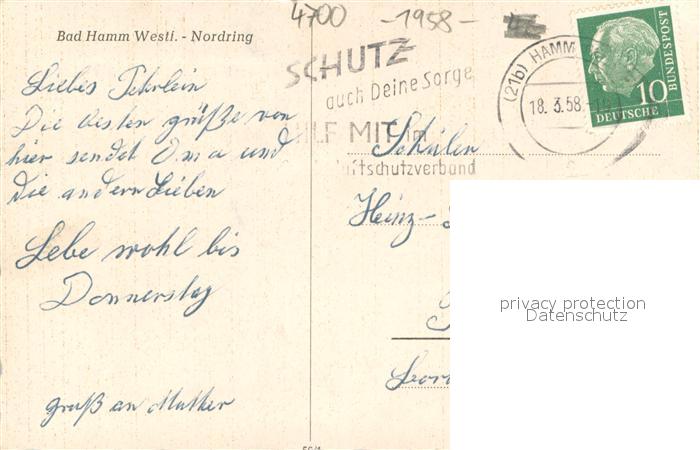 4700 -1958-
Bad Hamm Westf. - Nordring
SCHUTZ
auch Deine Sorge
HILF MIT im
Luftschutzverband
(21b) HAMM
18.3.58.
10
DEUTSCHE
BUNDESPOST
Liebes
Die besten grüße von
hier sendet Oma und
die andern Lieben
Lebe wohl bis
Donnerstag
gruß an Mutter
Schüler
Heinz-
privacy protection
Datenschutz